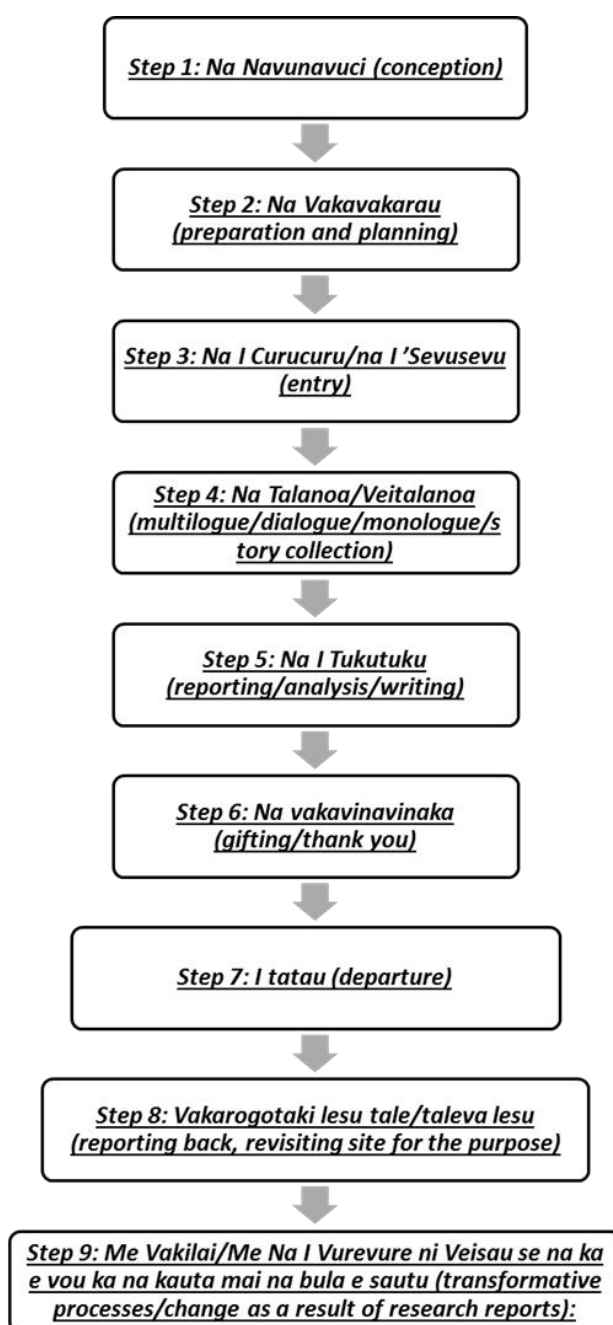 Step 1: Na Navunavuci (conception)
Step 2: Na Vakavakarau
(preparation and planning)
Step 3: Na I Curucuru/na I 'Sevusevu
(entry)
Step 4: Na Talanoa/Veitalanoa
(multilogue/dialogue/monologue/s
tory collection)
Step 5: Na I Tukutuku
(reporting/analysis/writing)
Step 6: Na vakavinavinaka
(gifting/thank you)
Step 7: I tatau (departure)
Step 8: Vakarogotaki lesu tale/taleva lesu
(reporting back, revisiting site for the purpose)
Step 9: Me Vakilai/Me Na I Vurevure ni Veisau se na ka
e vou ka na kauta mai na bula e sautu (transformative
processes/change as a result of research reports):